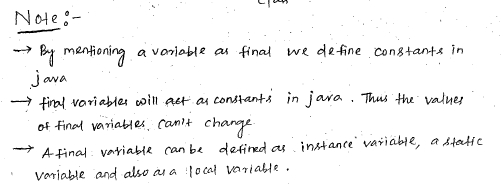 Note :-
→ By mentioning a variable as final we define constants in
java
→ final variables will act as constants in java. Thus the values
of final variables can't change
→ A final variable can be defined as instance variable, a static
variable and also as a local variable.